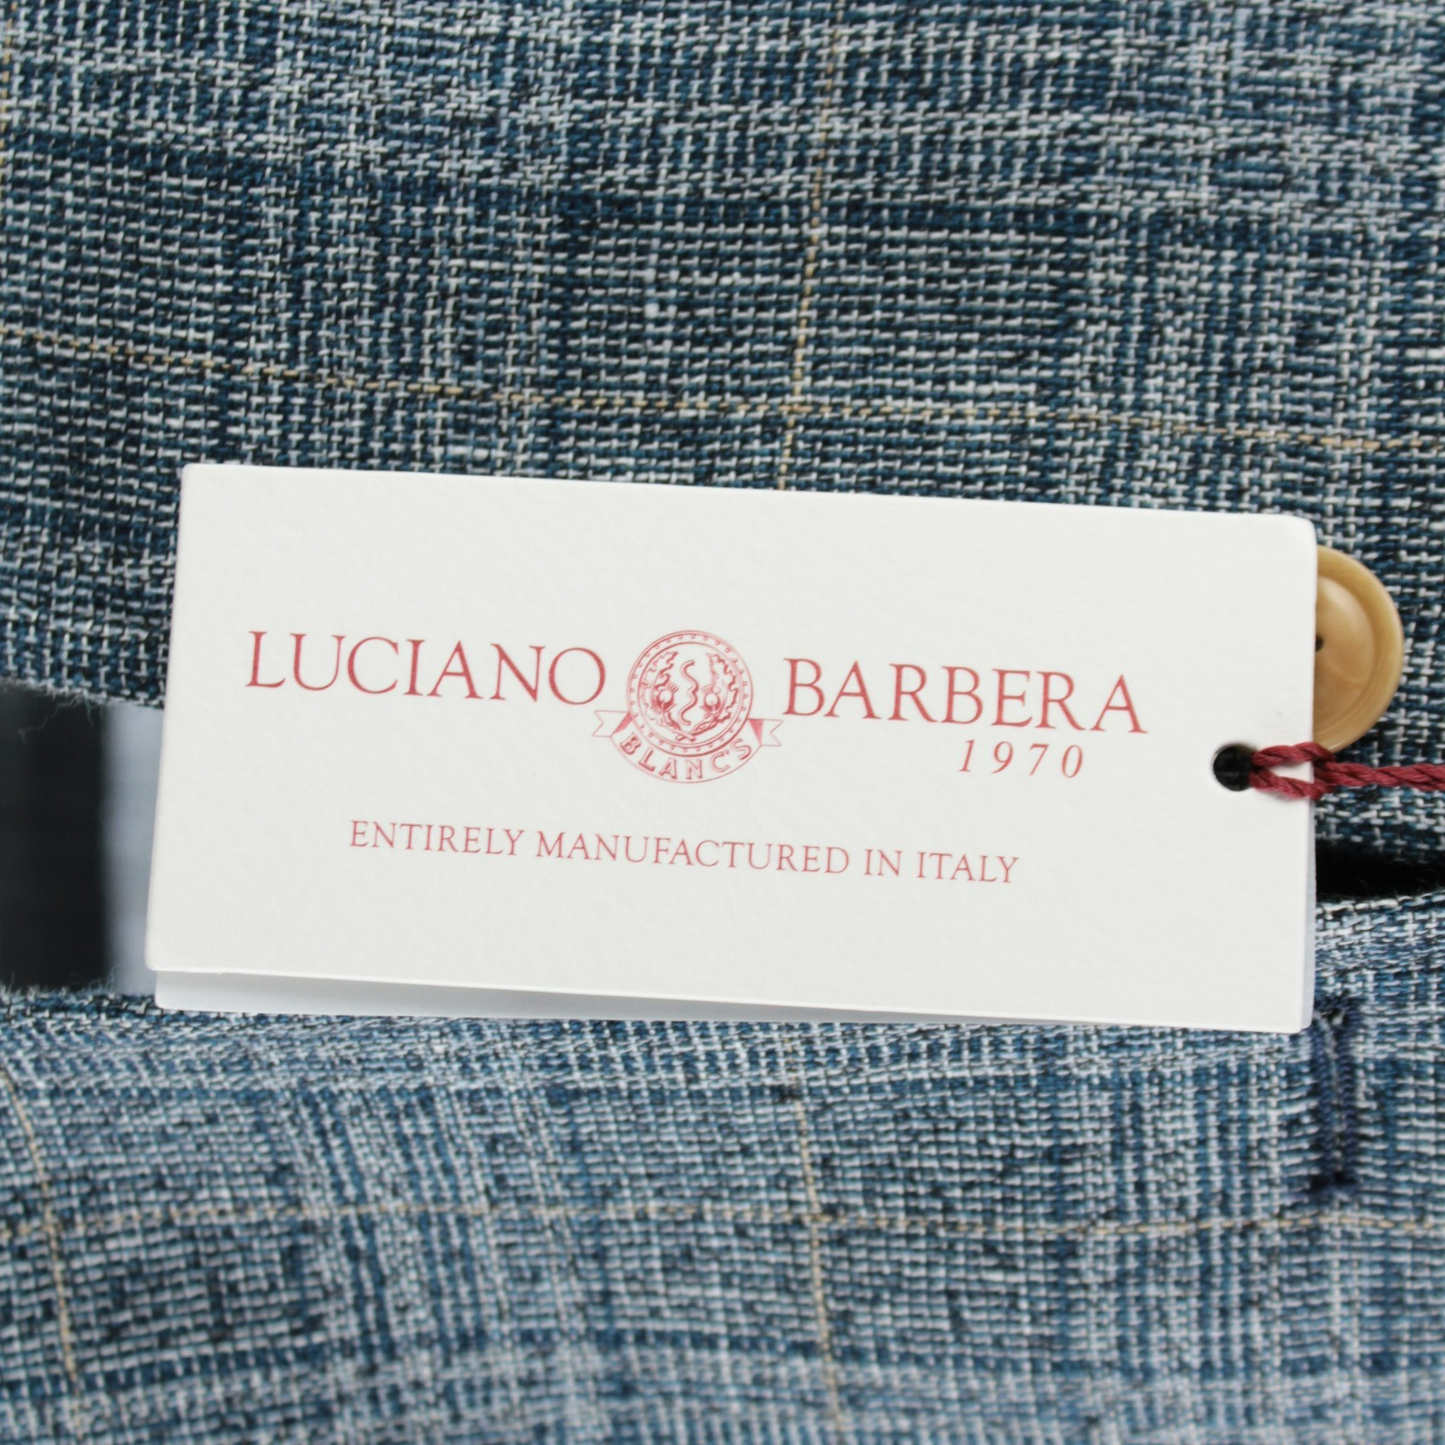 LUCIANO BARBERA
BLANC'S
1970
ENTIRELY MANUFACTURED IN ITALY